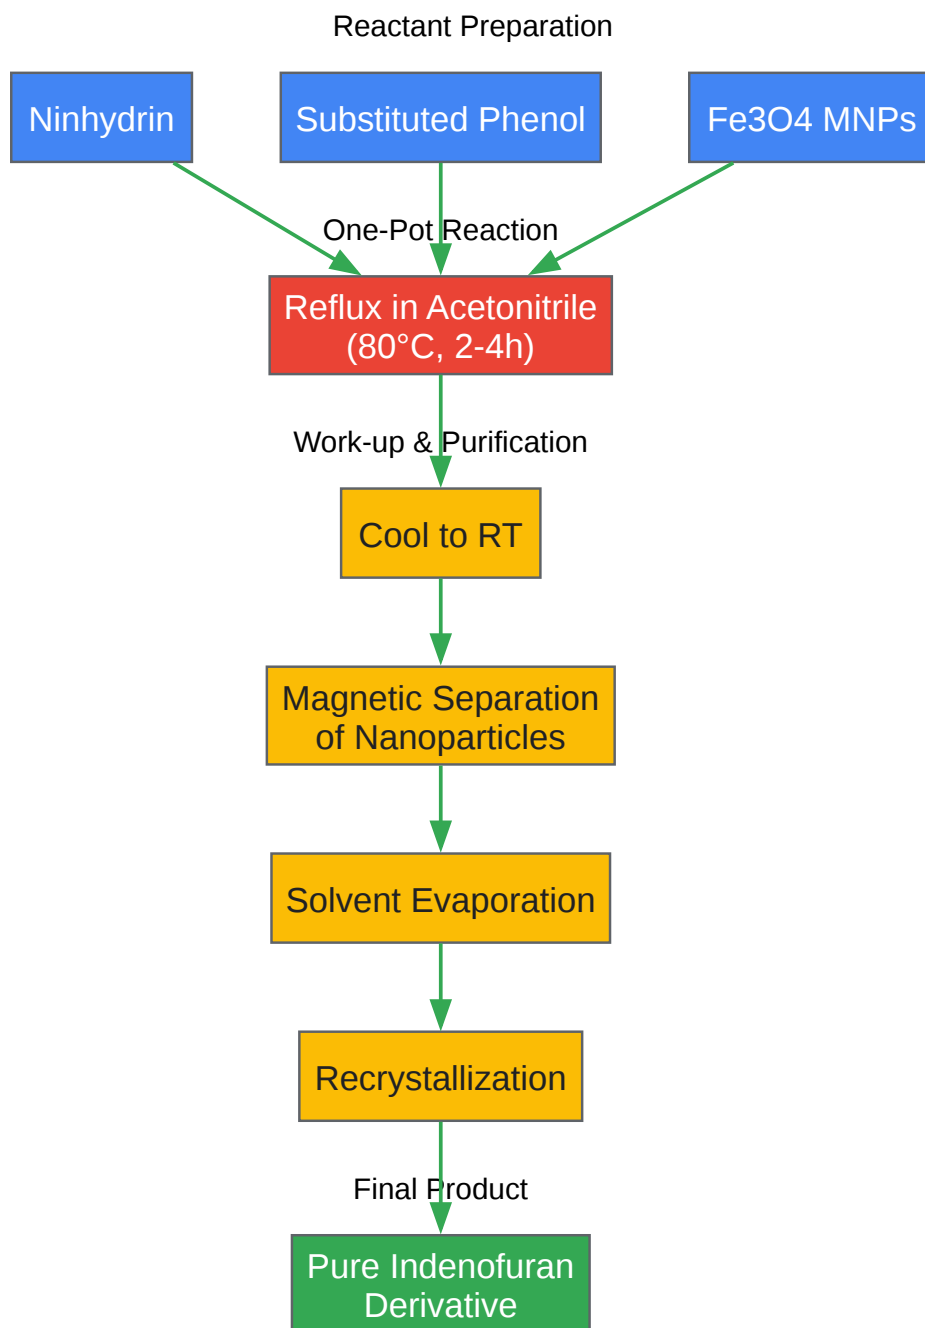 Reactant Preparation
Ninhydrin
Substituted Phenol
Fe3O4 MNPs
One-Pot Reaction
Reflux in Acetonitrile
(80°C, 2-4h)
Work-up & Purification
Cool to RT
Magnetic Separation
of Nanoparticles
Solvent Evaporation
Recrystallization
Final Product
Pure Indenofuran
Derivative